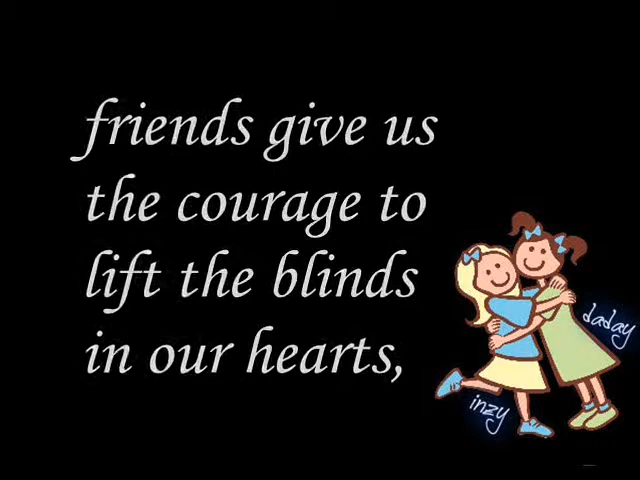 friends give us
the courage to
lift the blinds
in our hearts,
daday
inzy